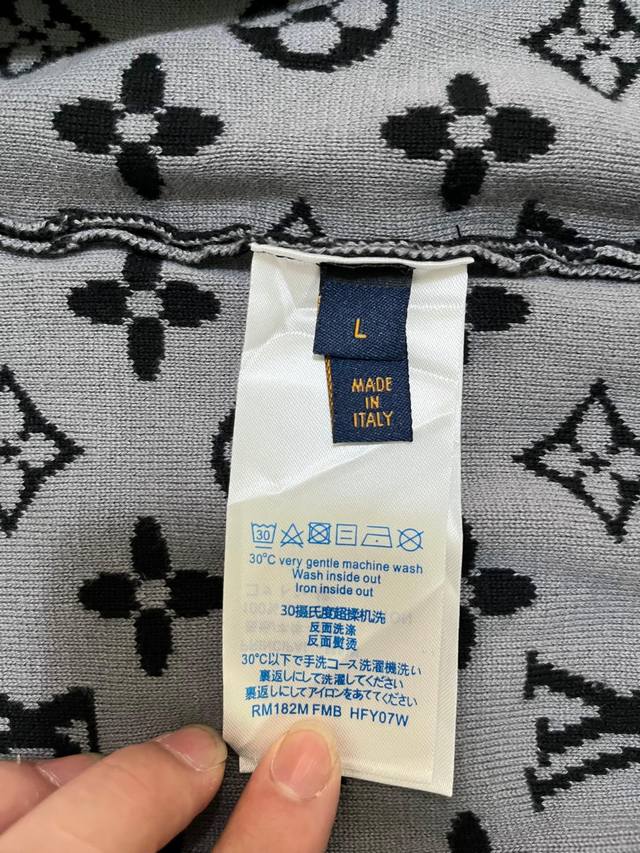 L
MADE
IN
ITALY
30
30°C very gentle machine wash
Wash inside out
Iron inside out
30摄氏度超揉机洗
反面洗涤
反面熨烫
30°C以下で手洗コース洗濯機洗い
裏返しにして洗濯してください
裏返しにしてアイロンをあててください
RM182M FMB HFY07W